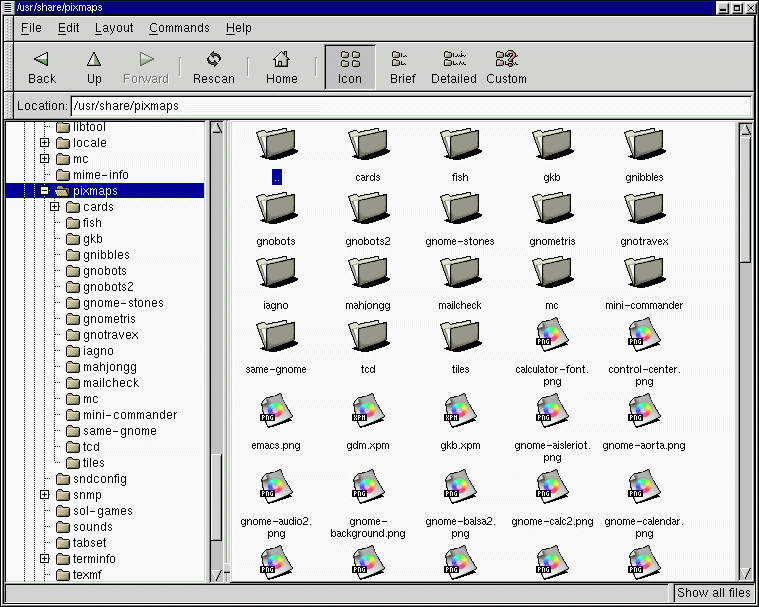 /usr/share/pixmaps
File Edit Layout Commands Help
Back Up Forward Rescan Home Icon Brief Detailed Custom
Location: /usr/share/pixmaps
libtool
locale
mc
mime-info
pixmaps
cards
fish
gkb
gnibbles
gnobots
gnobots2
gnome-stones
gnometris
gnotravex
iagno
mahjongg
mailcheck
mc
mini-commander
same-gnome
tcd
tiles
sndconfig
snmp
sol-games
sounds
tabset
terminfo
texmf
.. cards fish gkb gnibbles
gnobots gnobots2 gnome-stones gnometris gnotravex
iagno mahjongg mailcheck mc mini-commander
PNG PNG
same-gnome tcd tiles calculator-font. control-center.
png png
PNG XPM XPM PNG PNG
emacs.png gdm.xpm gkb.xpm gnome-aisleriot. gnome-aorta.png
png
PNG PNG PNG PNG PNG
gnome-audio2. gnome- gnome-balsa2. gnome-calc2.png gnome-calendar.
png background.png png png
PNG PNG PNG PNG PNG
Show all files